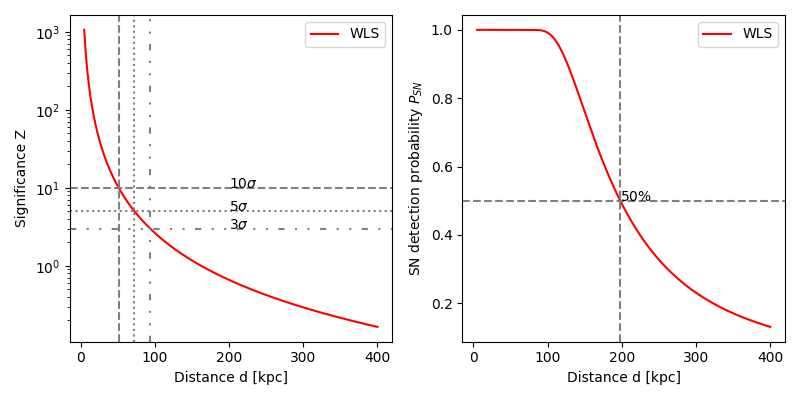 WLS
10³
10²
10¹
10⁰
10σ
5σ
3σ
Significance Z
0
100
200
300
400
Distance d [kpc]
WLS
1.0
0.8
0.6
0.4
0.2
50%
SN detection probability P_SN
0
100
200
300
400
Distance d [kpc]